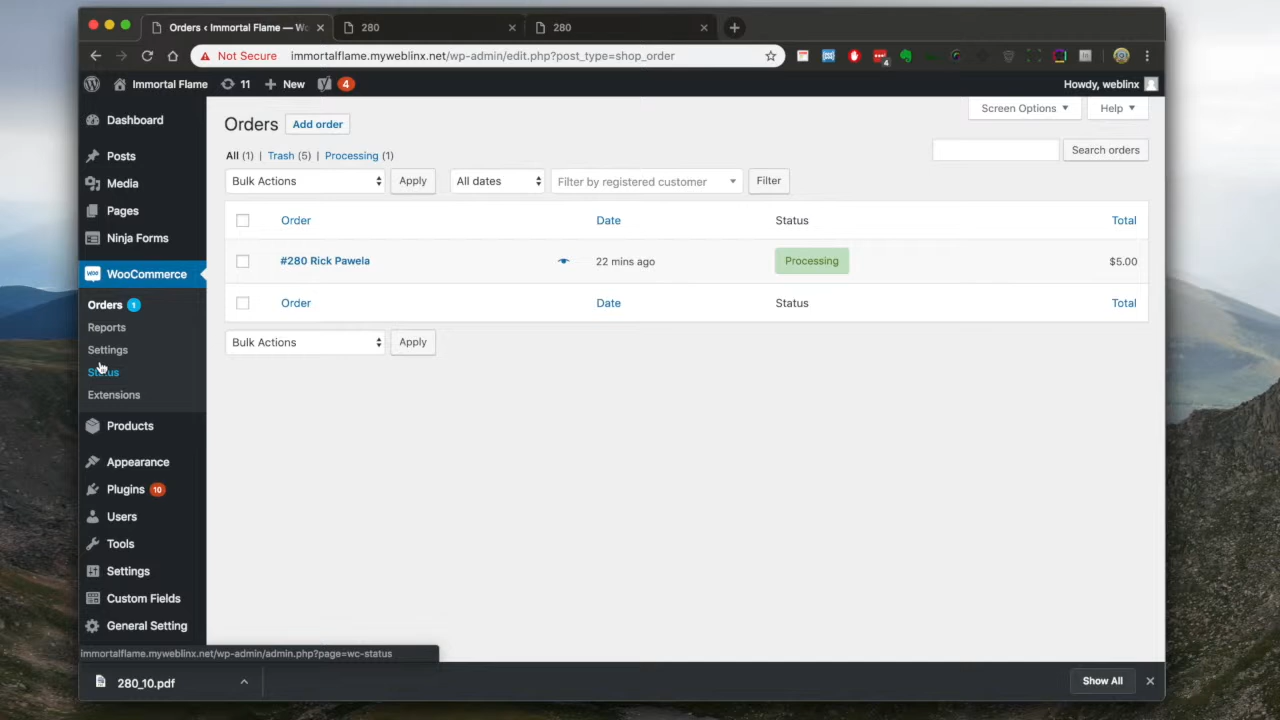 Orders ‹ Immortal Flame — Wo
280
280
Not Secure immortalflame.myweblinx.net/wp-admin/edit.php?post_type=shop_order
4
Immortal Flame 11 New 4 Howdy, weblinx
Screen Options Help
Dashboard
Posts
Media
Pages
Ninja Forms
WooCommerce
Orders 1
Reports
Settings
Status
Extensions
Products
Appearance
Plugins 10
Users
Tools
Settings
Custom Fields
General Setting
Orders Add order
All (1) | Trash (5) | Processing (1)
Search orders
Bulk Actions Apply All dates Filter by registered customer Filter
Order Date Status Total
#280 Rick Pawela 22 mins ago Processing $5.00
Order Date Status Total
Bulk Actions Apply
immortalflame.myweblinx.net/wp-admin/admin.php?page=wc-status
280_10.pdf Show All